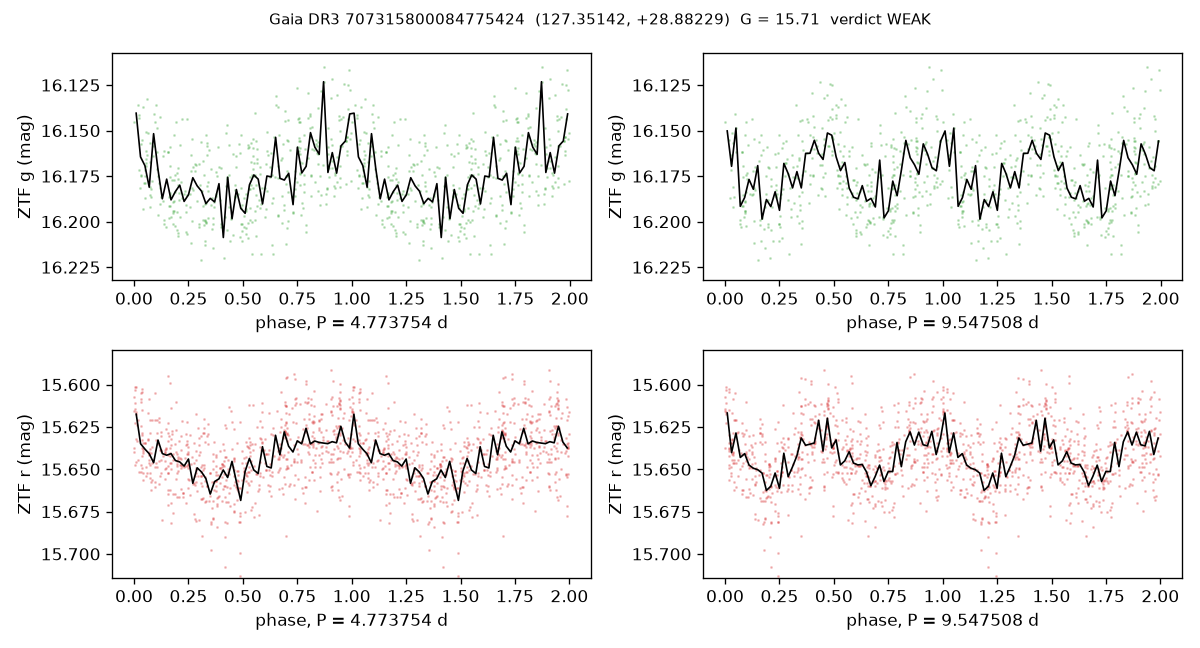 Gaia DR3 707315800084775424  (127.35142, +28.88229)  G = 15.71  verdict WEAK
ZTF g (mag)
16.125
16.150
16.175
16.200
16.225
0.00 0.25 0.50 0.75 1.00 1.25 1.50 1.75 2.00
phase, P = 4.773754 d
ZTF g (mag)
16.125
16.150
16.175
16.200
16.225
0.00 0.25 0.50 0.75 1.00 1.25 1.50 1.75 2.00
phase, P = 9.547508 d
ZTF r (mag)
15.600
15.625
15.650
15.675
15.700
0.00 0.25 0.50 0.75 1.00 1.25 1.50 1.75 2.00
phase, P = 4.773754 d
ZTF r (mag)
15.600
15.625
15.650
15.675
15.700
0.00 0.25 0.50 0.75 1.00 1.25 1.50 1.75 2.00
phase, P = 9.547508 d